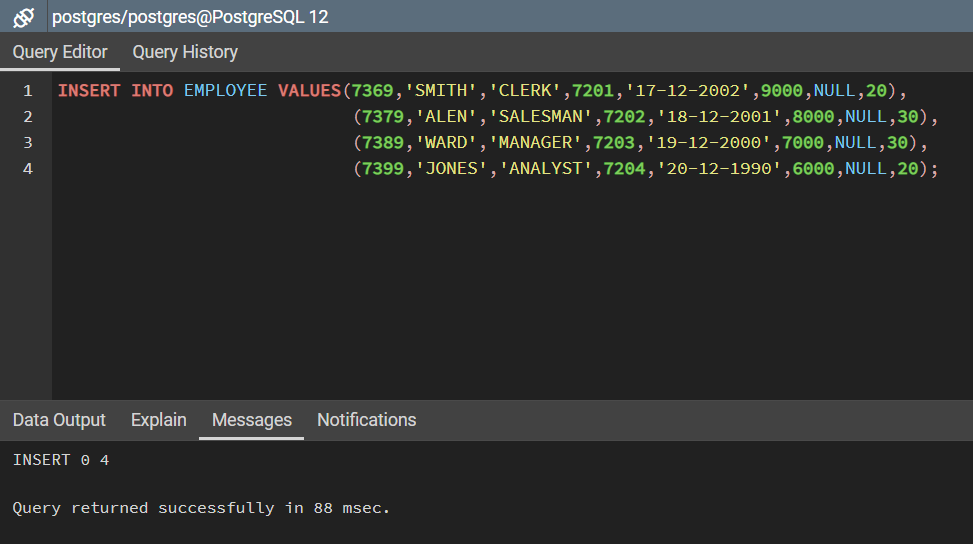 postgres/postgres@PostgreSQL 12
Query Editor Query History
1 INSERT INTO EMPLOYEE VALUES(7369,'SMITH','CLERK',7201,'17-12-2002',9000,NULL,20),
2 (7379,'ALEN','SALESMAN',7202,'18-12-2001',8000,NULL,30),
3 (7389,'WARD','MANAGER',7203,'19-12-2000',7000,NULL,30),
4 (7399,'JONES','ANALYST',7204,'20-12-1990',6000,NULL,20);
Data Output Explain Messages Notifications
INSERT 0 4
Query returned successfully in 88 msec.